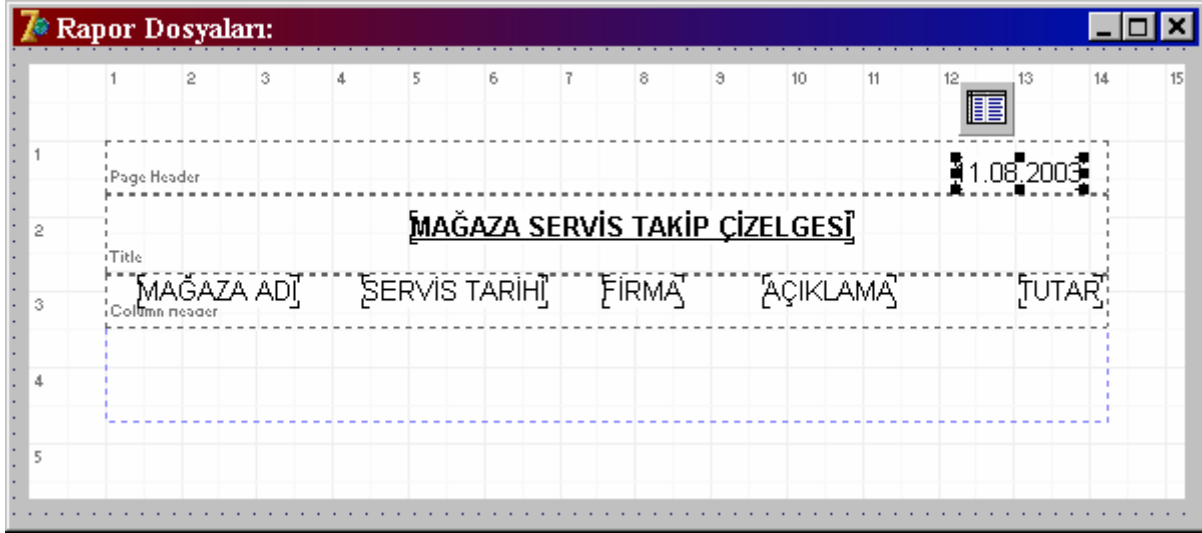 Rapor Dosyaları:
1 2 3 4 5 6 7 8 9 10 11 12 13 14 15
1
11.08.2003
Page Header
2
MAĞAZA SERVİS TAKİP ÇİZELGESİ
Title
MAĞAZA ADI SERVİS TARİHİ FİRMA AÇIKLAMA TUTAR
3
Column Header
4
5